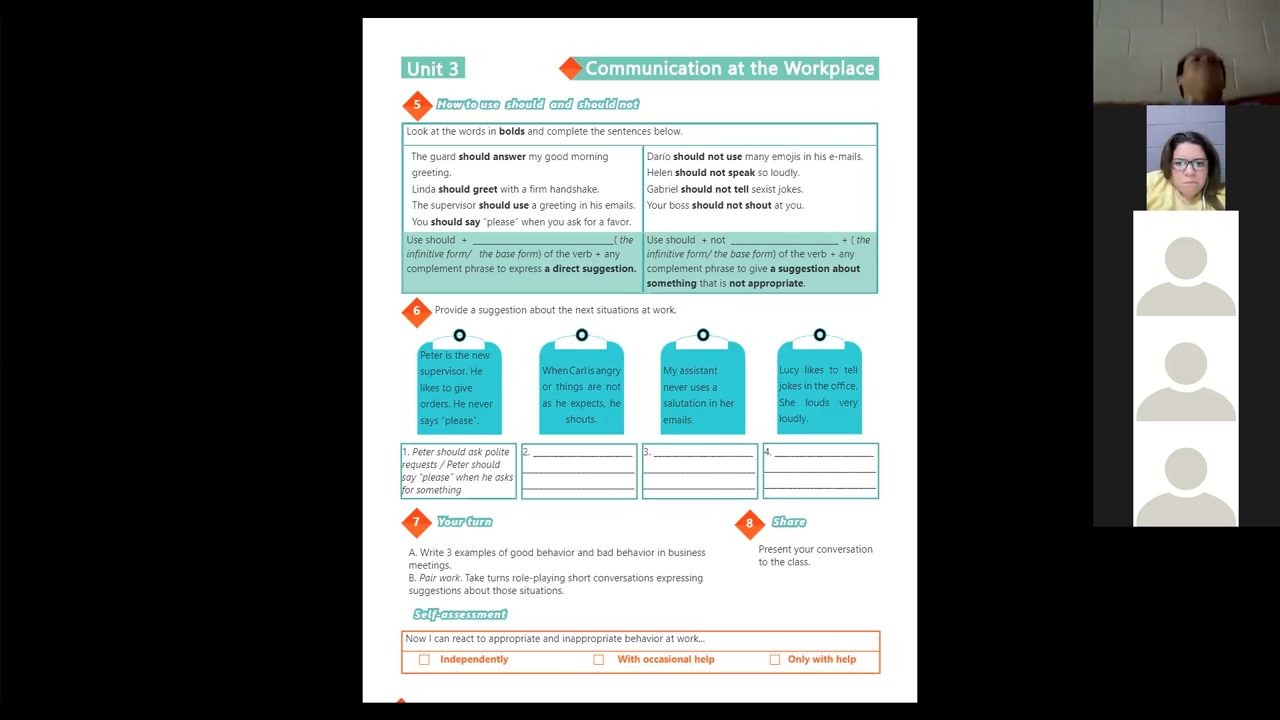 Unit 3
Communication at the Workplace
5 How to use should and should not
Look at the words in bolds and complete the sentences below.
The guard should answer my good morning
greeting.
Linda should greet with a firm handshake.
The supervisor should use a greeting in his emails.
You should say “please” when you ask for a favor.
Darío should not use many emojis in his e-mails.
Helen should not speak so loudly.
Gabriel should not tell sexist jokes.
Your boss should not shout at you.
Use should + ____________________________( the
infinitive form/ the base form) of the verb + any
complement phrase to express a direct suggestion.
Use should + not _____________________ + ( the
infinitive form/ the base form) of the verb + any
complement phrase to give a suggestion about
something that is not appropriate.
6 Provide a suggestion about the next situations at work.
Peter is the new
supervisor. He
likes to give
orders. He never
says “please”.
When Carl is angry
or things are not
as he expects, he
shouts.
My assistant
never uses a
salutation in her
emails.
Lucy likes to tell
jokes in the office.
She louds very
loudly.
1. Peter should ask polite
requests / Peter should
say “please” when he asks
for something
2. ____________________
______________________
______________________
3. ____________________
______________________
______________________
4. ____________________
______________________
______________________
7 Your turn
A. Write 3 examples of good behavior and bad behavior in business
meetings.
B. Pair work. Take turns role-playing short conversations expressing
suggestions about those situations.
8 Share
Present your conversation
to the class.
Self-assessment
Now I can react to appropriate and inappropriate behavior at work...
Independently
With occasional help
Only with help